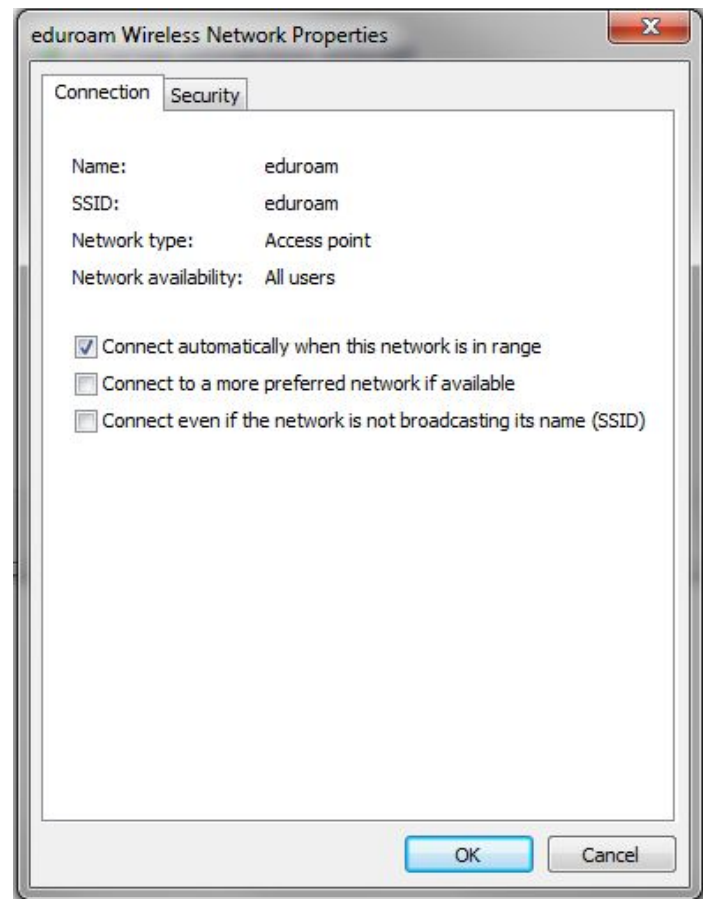 eduroam Wireless Network Properties
Connection Security
Name: eduroam
SSID: eduroam
Network type: Access point
Network availability: All users
Connect automatically when this network is in range
Connect to a more preferred network if available
Connect even if the network is not broadcasting its name (SSID)
OK Cancel